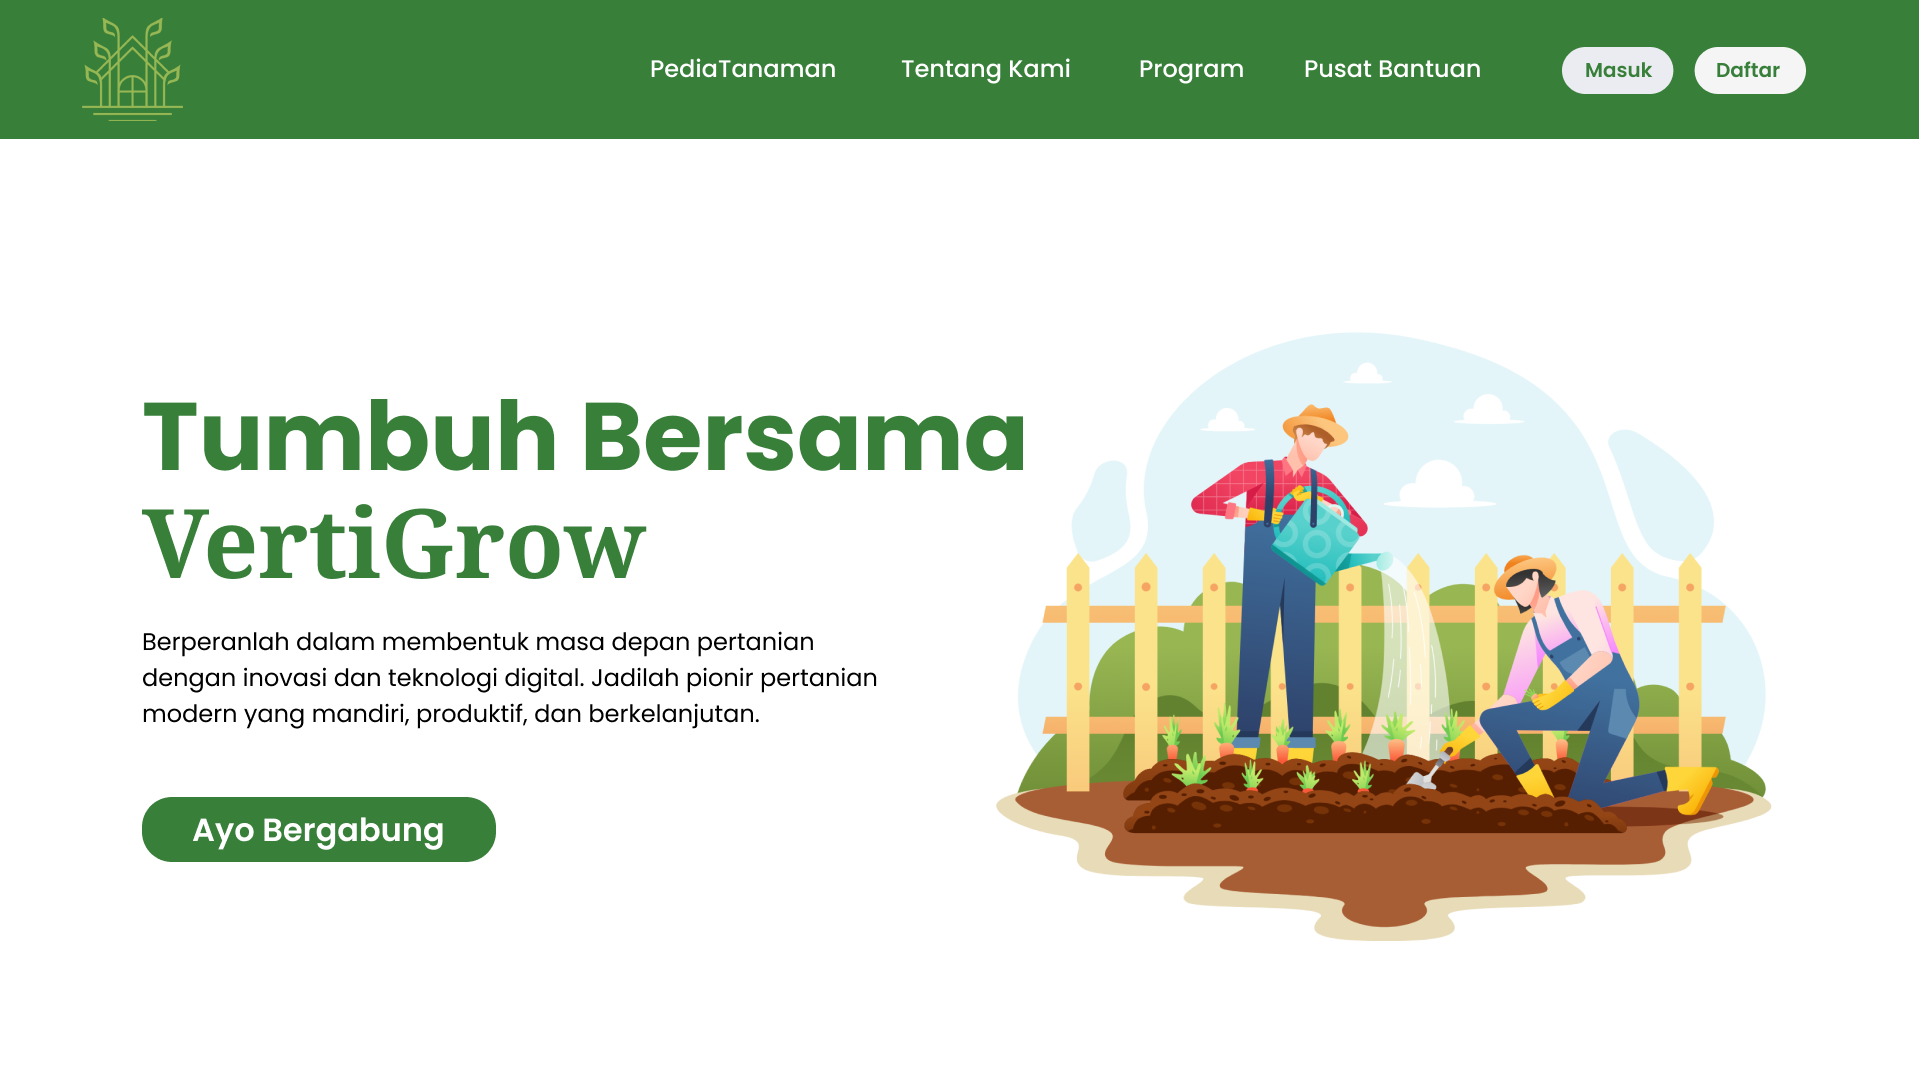 PediaTanaman
Tentang Kami
Program
Pusat Bantuan
Masuk
Daftar
Tumbuh Bersama
VertiGrow
Berperanlah dalam membentuk masa depan pertanian
dengan inovasi dan teknologi digital. Jadilah pionir pertanian
modern yang mandiri, produktif, dan berkelanjutan.
Ayo Bergabung